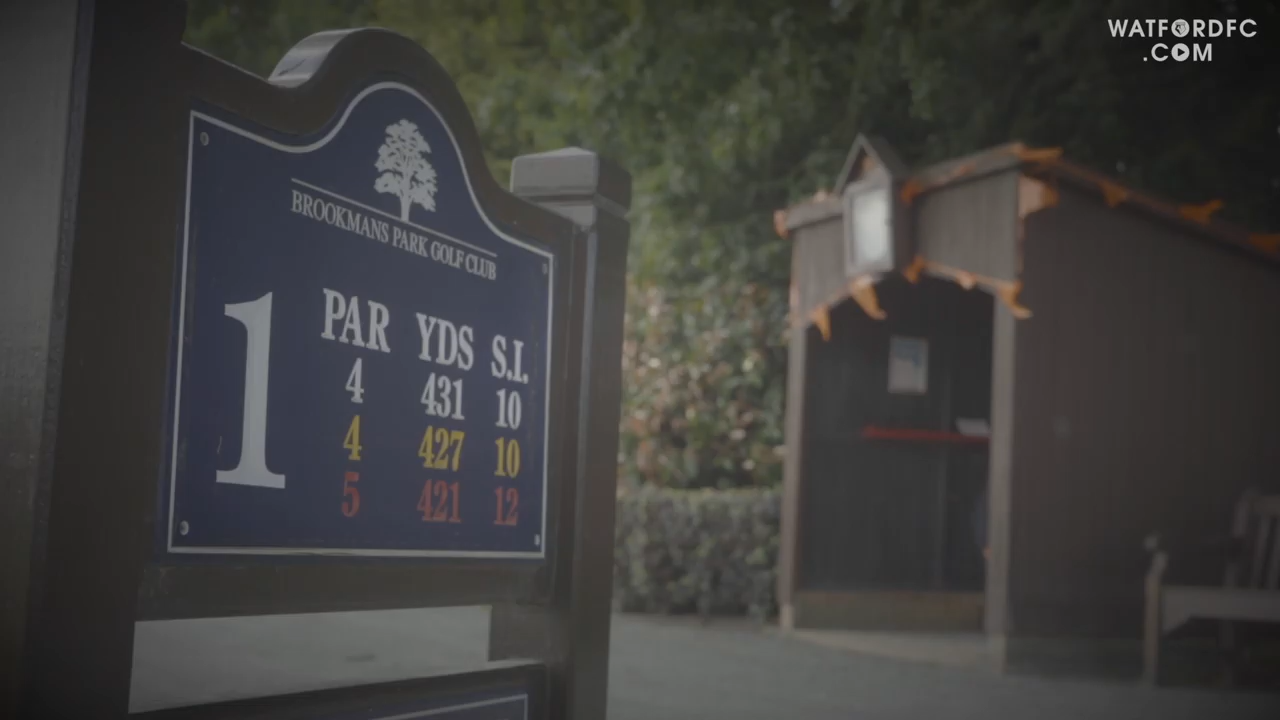 WATFORDFC
.COM
BROOKMANS PARK GOLF CLUB
1
PAR YDS S.I.
4 431 10
4 427 10
5 421 12